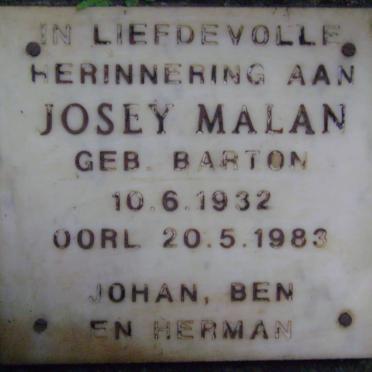 IN LIEFDEVOLLE
HERINNERING AAN
JOSEY MALAN
GEB. BARTON
10.6.1932
OORL 20.5.1983
JOHAN, BEN
EN HERMAN